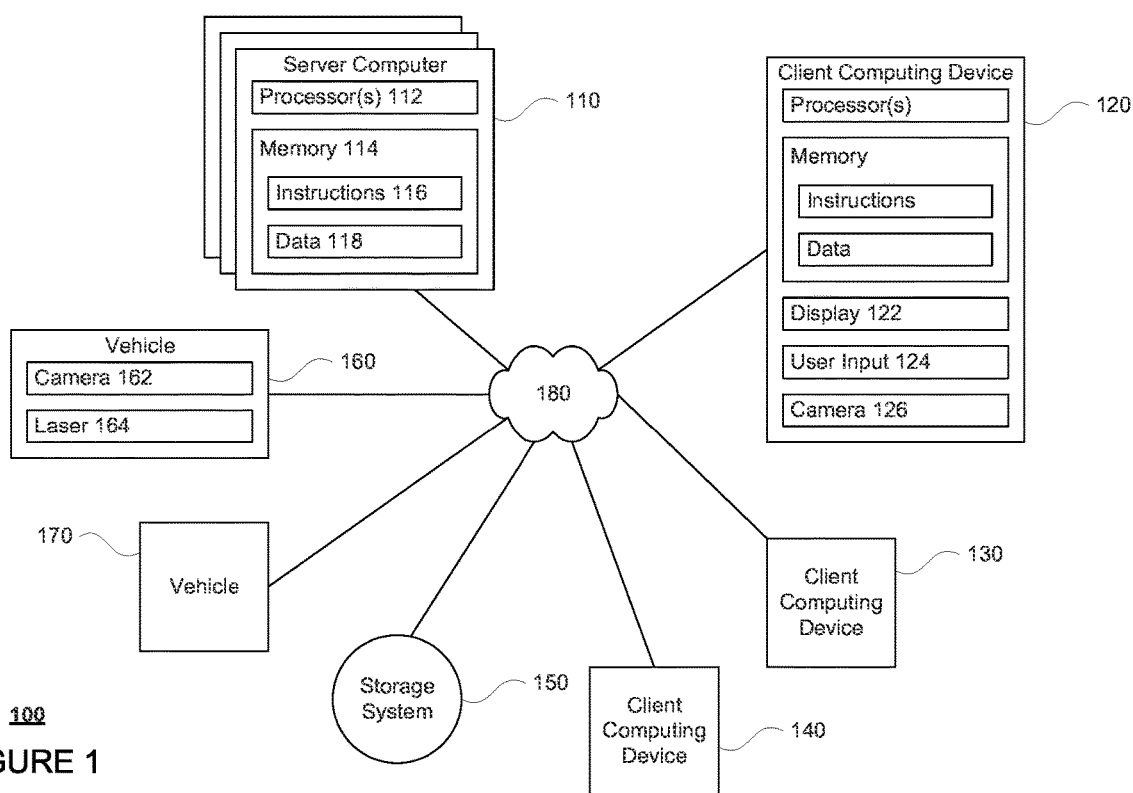 Server Computer
Processor(s) 112
Memory 114
Instructions 116
Data 118
110
Client Computing Device
Processor(s)
Memory
Instructions
Data
Display 122
User Input 124
Camera 126
120
Vehicle
Camera 162
Laser 164
160
180
170
Vehicle
Storage
System
150
Client
Computing
Device
140
Client
Computing
Device
130
100
GURE 1